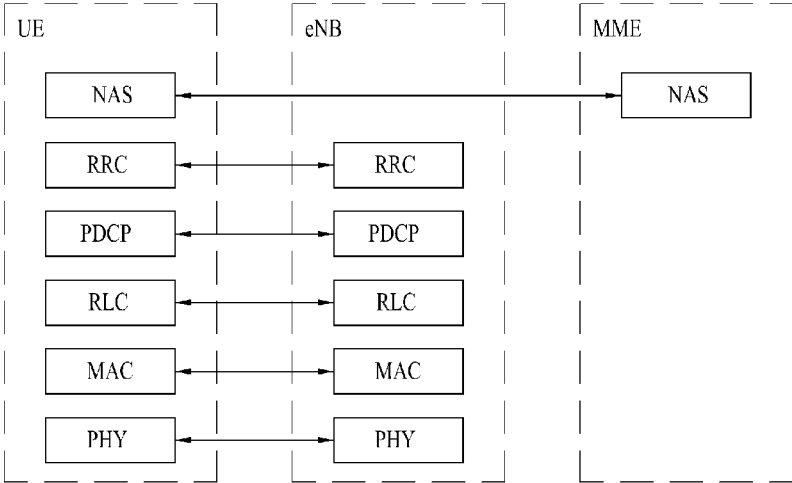 UE eNB MME
NAS NAS
RRC RRC
PDCP PDCP
RLC RLC
MAC MAC
PHY PHY